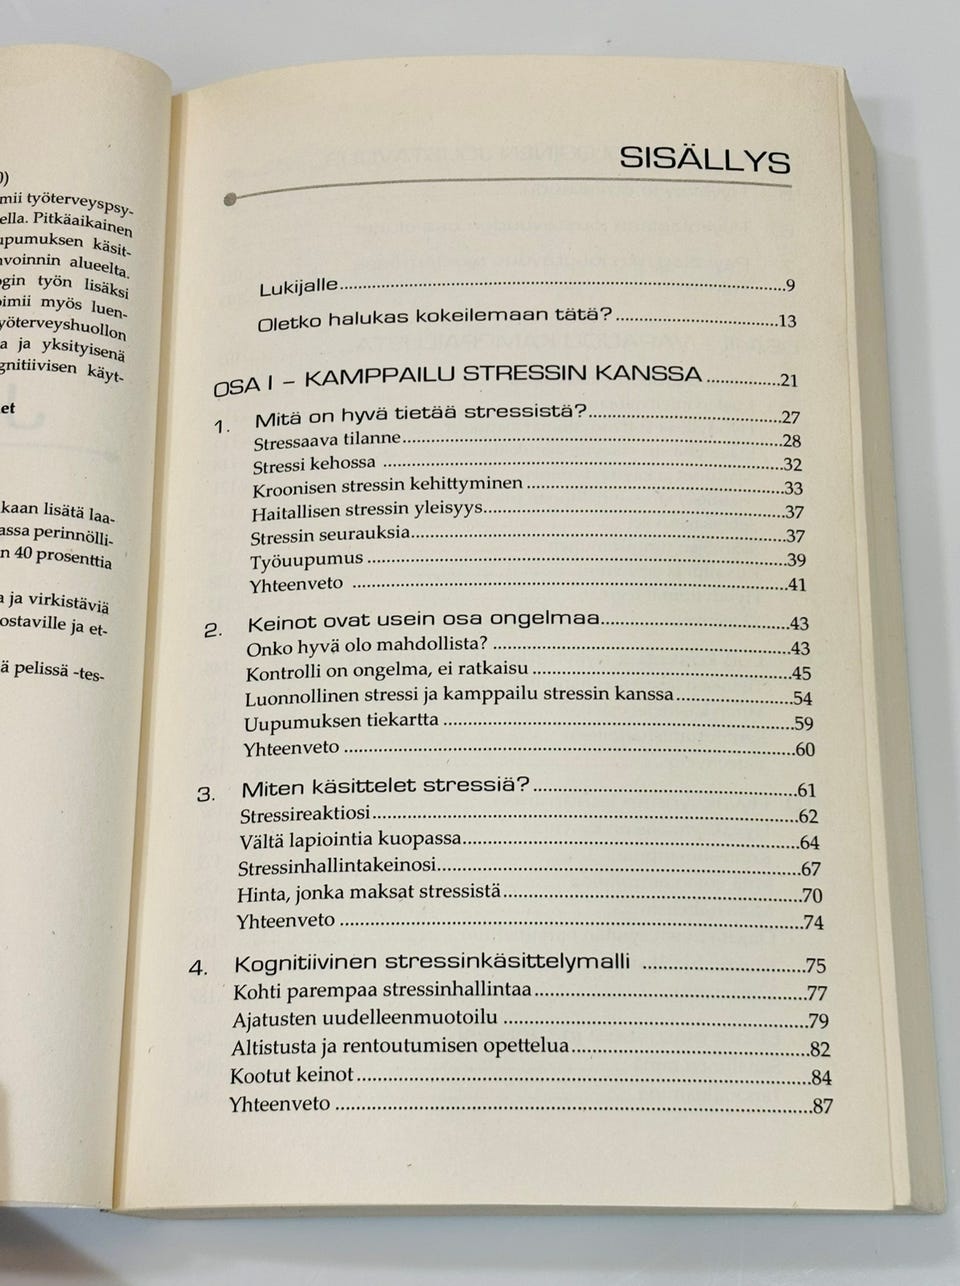 mii työterveyspsy-
ella. Pitkäaikainen
upumuksen käsit-
voinnin alueelta.
ogin työn lisäksi
oimii myös luen-
yöterveyshuollon
a ja yksityisenä
gnitiivisen käyt-
et
kaan lisätä laa-
assa perinnölli-
n 40 prosenttia
a ja virkistäviä
ostaville ja et-
ä pelissä -tes-
SISÄLLYS
Lukijalle 9
Oletko halukas kokeilemaan tätä? 13
OSA I – KAMPPAILU STRESSIN KANSSA 21
1. Mitä on hyvä tietää stressistä? 27
Stressaava tilanne 28
Stressi kehossa 32
Kroonisen stressin kehittyminen 33
Haitallisen stressin yleisyys 37
Stressin seurauksia 37
Työuupumus 39
Yhteenveto 41
2. Keinot ovat usein osa ongelmaa 43
Onko hyvä olo mahdollista? 43
Kontrolli on ongelma, ei ratkaisu 45
Luonnollinen stressi ja kamppailu stressin kanssa 54
Uupumuksen tiekartta 59
Yhteenveto 60
3. Miten käsittelet stressiä? 61
Stressireaktiosi 62
Vältä lapiointia kuopassa 64
Stressinhallintakeinosi 67
Hinta, jonka maksat stressistä 70
Yhteenveto 74
4. Kognitiivinen stressinkäsittelymalli 75
Kohti parempaa stressinhallintaa 77
Ajatusten uudelleenmuotoilu 79
Altistusta ja rentoutumisen opettelua 82
Kootut keinot 84
Yhteenveto 87